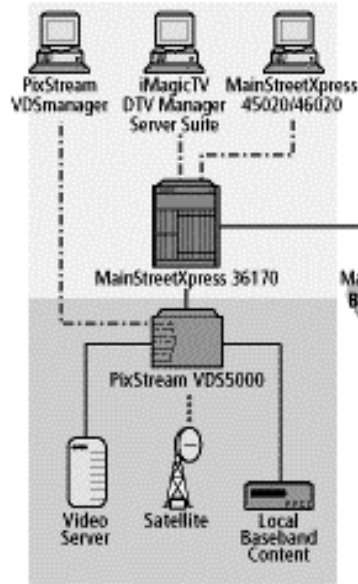 PixStream
VDSmanager
iMagicTV
DTV Manager
Server Suite
MainStreetXpress
45020/46020
MainStreetXpress 36170
PixStream VDS5000
Video
Server
Satellite
Local
Baseband
Content